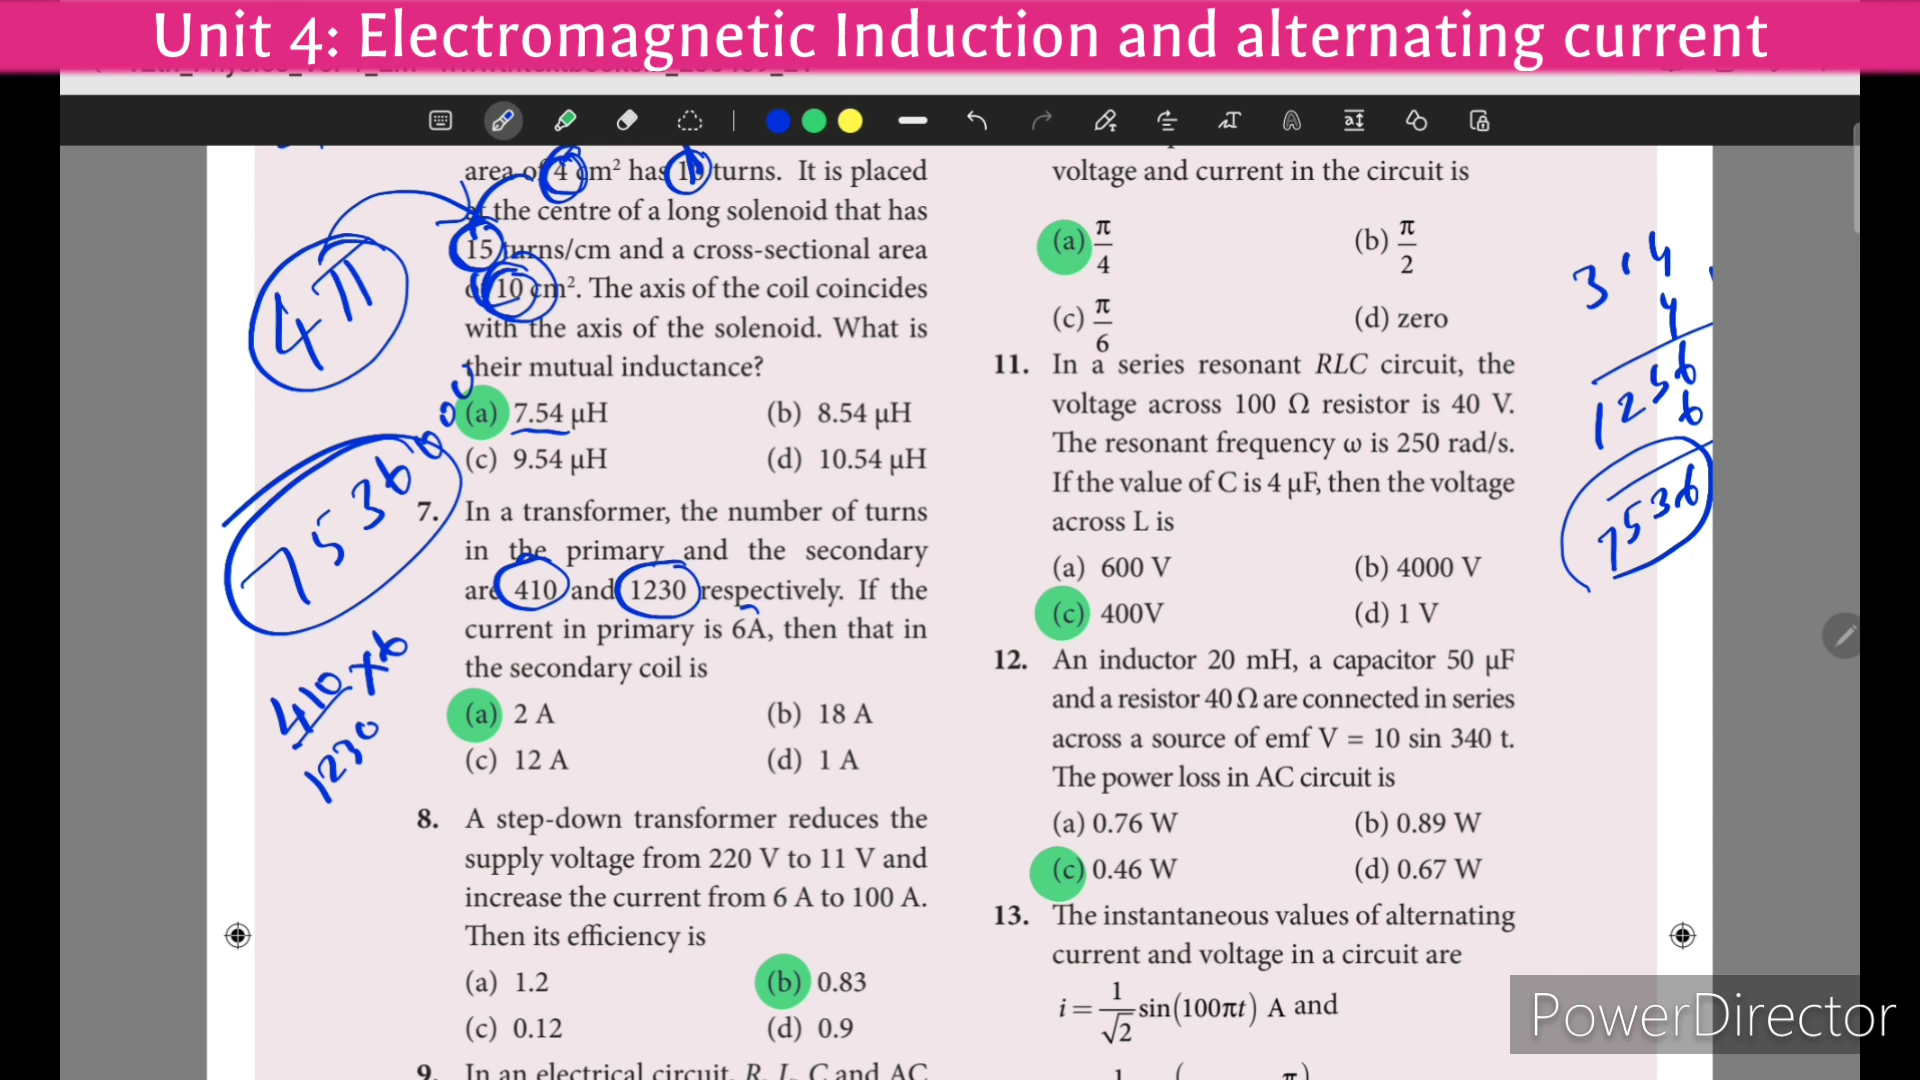 Unit 4: Electromagnetic Induction and alternating current
area of 4 cm² has turns. It is placed
the centre of a long solenoid that has
15 turns/cm and a cross-sectional area
of 10 cm². The axis of the coil coincides
with the axis of the solenoid. What is
their mutual inductance?
(a) 7.54 μH (b) 8.54 μH
(c) 9.54 μH (d) 10.54 μH
7. In a transformer, the number of turns
in the primary and the secondary
are 410 and 1230 respectively. If the
current in primary is 6A, then that in
the secondary coil is
(a) 2 A (b) 18 A
(c) 12 A (d) 1 A
8. A step-down transformer reduces the
supply voltage from 220 V to 11 V and
increase the current from 6 A to 100 A.
Then its efficiency is
(a) 1.2 (b) 0.83
(c) 0.12 (d) 0.9
9. In an electrical circuit, R, L, C and AC
voltage and current in the circuit is
(a) π/4 (b) π/2
(c) π/6 (d) zero
11. In a series resonant RLC circuit, the
voltage across 100 Ω resistor is 40 V.
The resonant frequency ω is 250 rad/s.
If the value of C is 4 μF, then the voltage
across L is
(a) 600 V (b) 4000 V
(c) 400V (d) 1 V
12. An inductor 20 mH, a capacitor 50 μF
and a resistor 40 Ω are connected in series
across a source of emf V = 10 sin 340 t.
The power loss in AC circuit is
(a) 0.76 W (b) 0.89 W
(c) 0.46 W (d) 0.67 W
13. The instantaneous values of alternating
current and voltage in a circuit are
i = 1/√2 sin(100πt) A and
4π
75360000
410 × 6
1230
3.14
4
1256
6
7536
PowerDirector